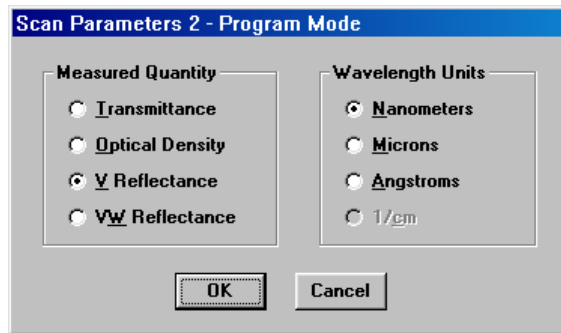 Scan Parameters 2 - Program Mode
Measured Quantity
Transmittance
Optical Density
V Reflectance
VW Reflectance
Wavelength Units
Nanometers
Microns
Angstroms
1/cm
OK
Cancel